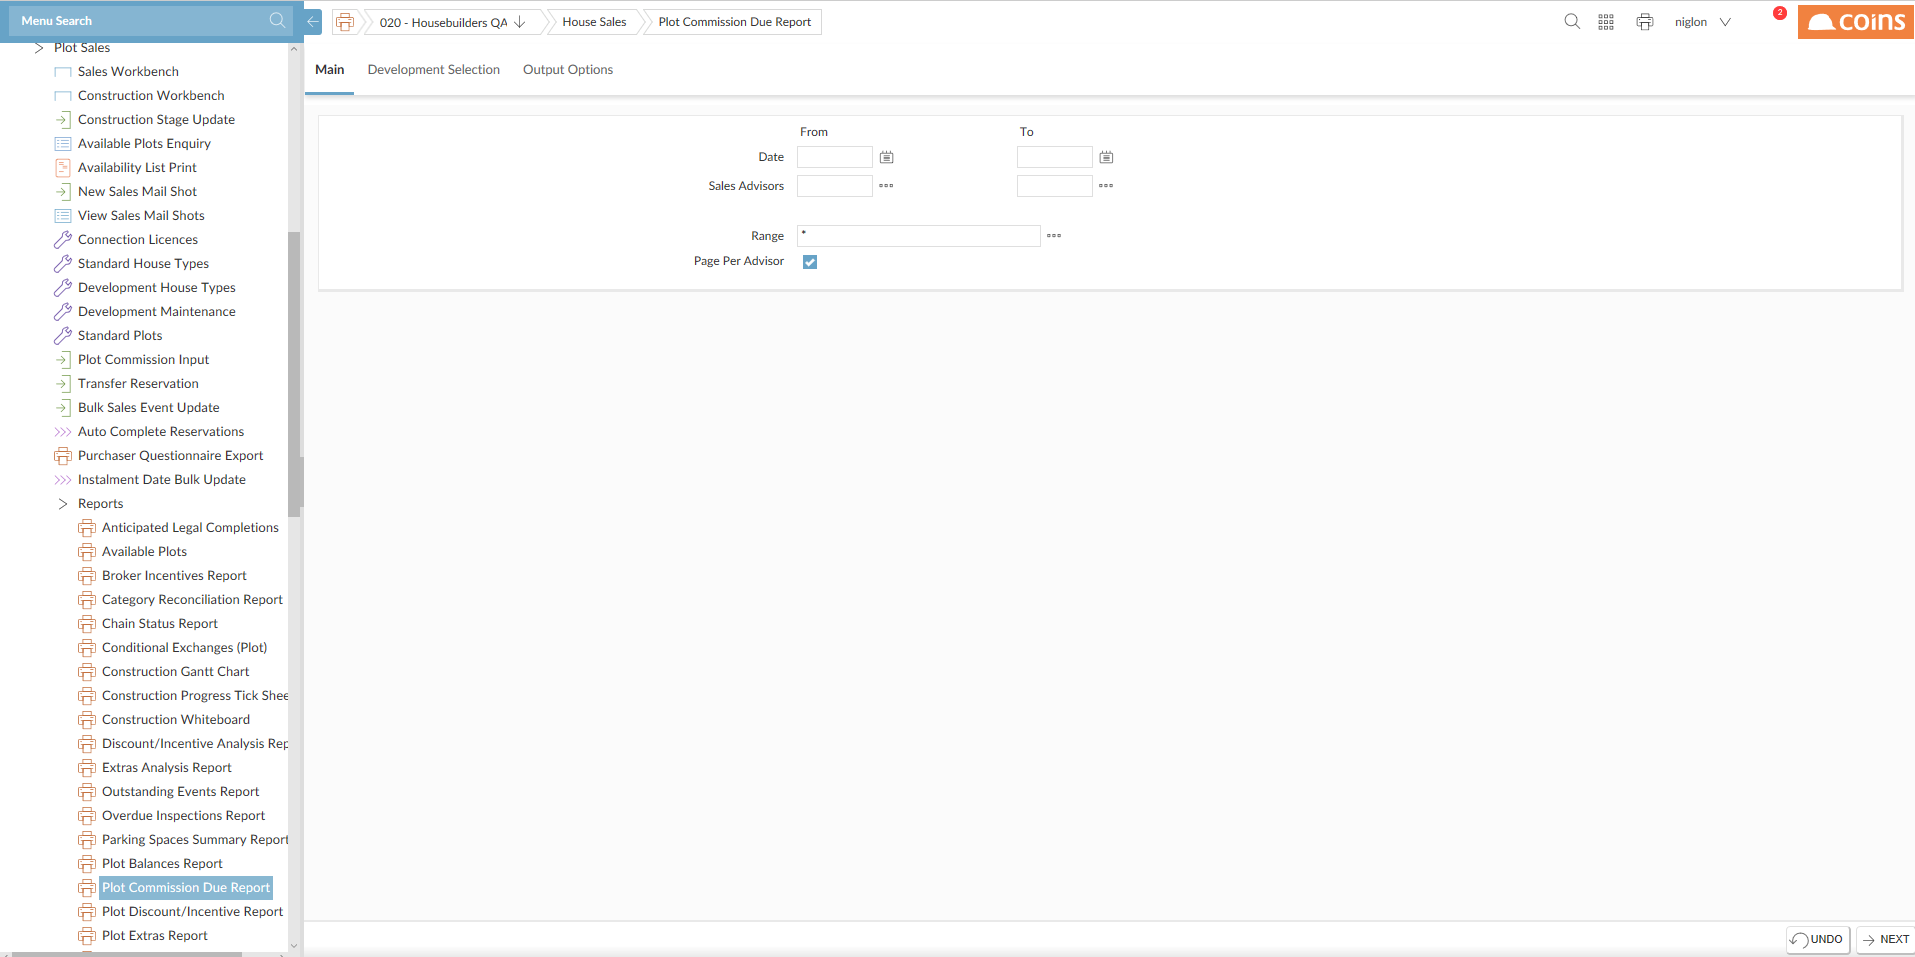 Menu Search
020 - Housebuilders QA
House Sales
Plot Commission Due Report
niglon
2
coins
Main
Development Selection
Output Options
Plot Sales
Sales Workbench
Construction Workbench
Construction Stage Update
Available Plots Enquiry
Availability List Print
New Sales Mail Shot
View Sales Mail Shots
Connection Licences
Standard House Types
Development House Types
Development Maintenance
Standard Plots
Plot Commission Input
Transfer Reservation
Bulk Sales Event Update
Auto Complete Reservations
Purchaser Questionnaire Export
Instalment Date Bulk Update
Reports
Anticipated Legal Completions
Available Plots
Broker Incentives Report
Category Reconciliation Report
Chain Status Report
Conditional Exchanges (Plot)
Construction Gantt Chart
Construction Progress Tick Shee
Construction Whiteboard
Discount/Incentive Analysis Rep
Extras Analysis Report
Outstanding Events Report
Overdue Inspections Report
Parking Spaces Summary Report
Plot Balances Report
Plot Commission Due Report
Plot Discount/Incentive Report
Plot Extras Report
From To
Date
Sales Advisors
Range *
Page Per Advisor
UNDO
NEXT